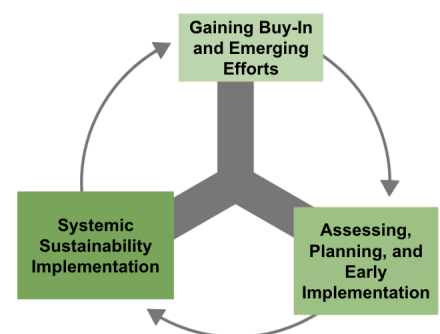 Gaining Buy-In
and Emerging
Efforts
Systemic
Sustainability
Implementation
Assessing,
Planning, and
Early
Implementation